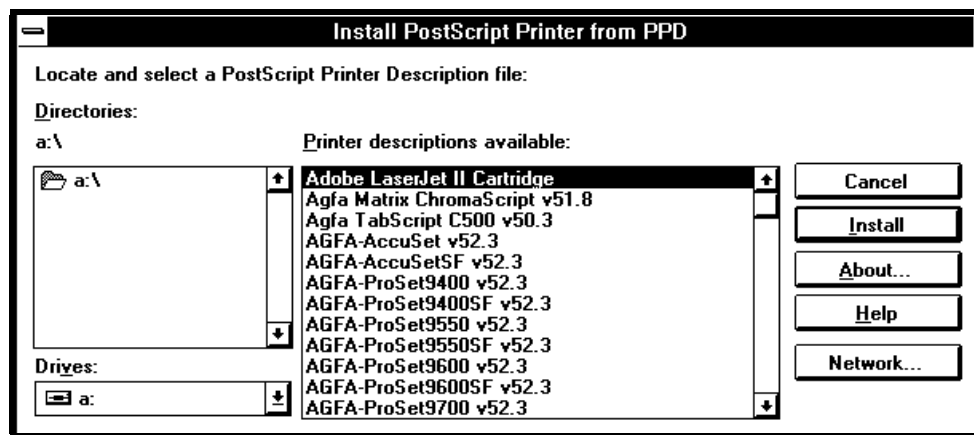 Install PostScript Printer from PPD
Locate and select a PostScript Printer Description file:
Directories:
a:\
Printer descriptions available:
a:\
Adobe LaserJet II Cartridge
Agfa Matrix ChromaScript v51.8
Agfa TabScript C500 v50.3
AGFA-AccuSet v52.3
AGFA-AccuSetSF v52.3
AGFA-ProSet9400 v52.3
AGFA-ProSet9400SF v52.3
AGFA-ProSet9550 v52.3
AGFA-ProSet9550SF v52.3
AGFA-ProSet9600 v52.3
AGFA-ProSet9600SF v52.3
AGFA-ProSet9700 v52.3
Cancel
Install
About...
Help
Network...
Drives:
a: